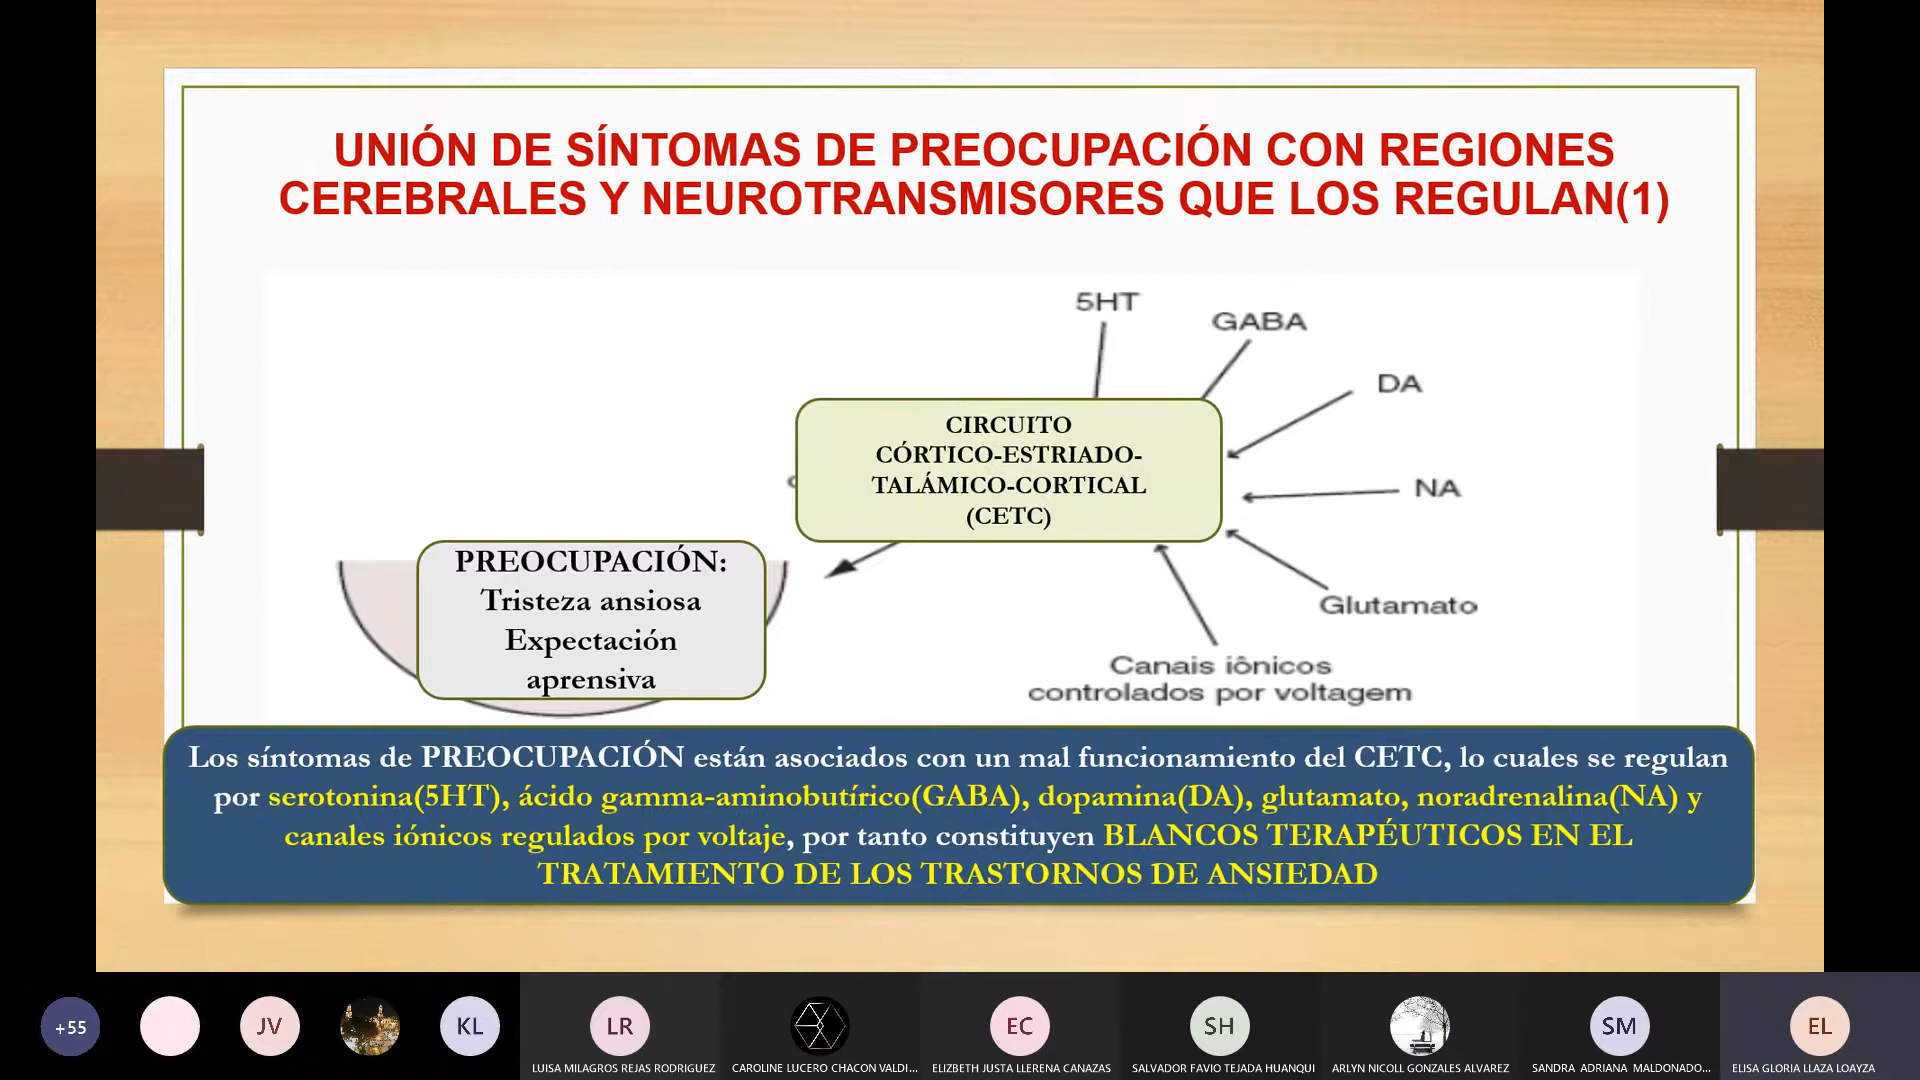 UNIÓN DE SÍNTOMAS DE PREOCUPACIÓN CON REGIONES
CEREBRALES Y NEUROTRANSMISORES QUE LOS REGULAN(1)
5HT
GABA
DA
CIRCUITO
CÓRTICO-ESTRIADO-
TALÁMICO-CORTICAL
(CETC)
NA
PREOCUPACIÓN:
Tristeza ansiosa
Expectación
aprensiva
Glutamato
Canais iônicos
controlados por voltagem
Los síntomas de PREOCUPACIÓN están asociados con un mal funcionamiento del CETC, lo cuales se regulan
por serotonina(5HT), ácido gamma-aminobutírico(GABA), dopamina(DA), glutamato, noradrenalina(NA) y
canales iónicos regulados por voltaje, por tanto constituyen BLANCOS TERAPÉUTICOS EN EL
TRATAMIENTO DE LOS TRASTORNOS DE ANSIEDAD
+55
JV
KL
LR
EC
SH
SM
EL
LUISA MILAGROS REJAS RODRIGUEZ
CAROLINE LUCERO CHACON VALDI...
ELIZBETH JUSTA LLERENA CANAZAS
SALVADOR FAVIO TEJADA HUANQUI
ARLYN NICOLL GONZALES ALVAREZ
SANDRA ADRIANA MALDONADO...
ELISA GLORIA LLAZA LOAYZA